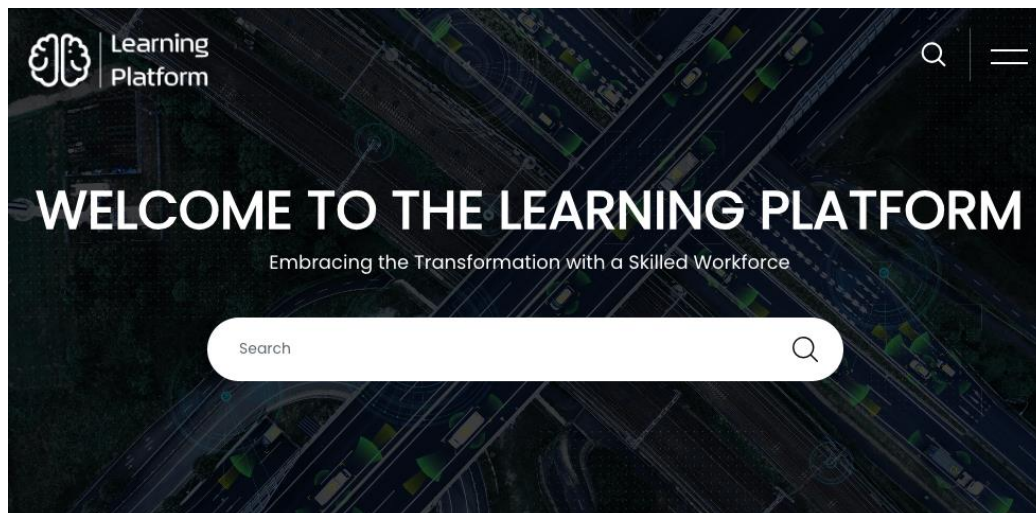 Learning
Platform
WELCOME TO THE LEARNING PLATFORM
Embracing the Transformation with a Skilled Workforce
Search